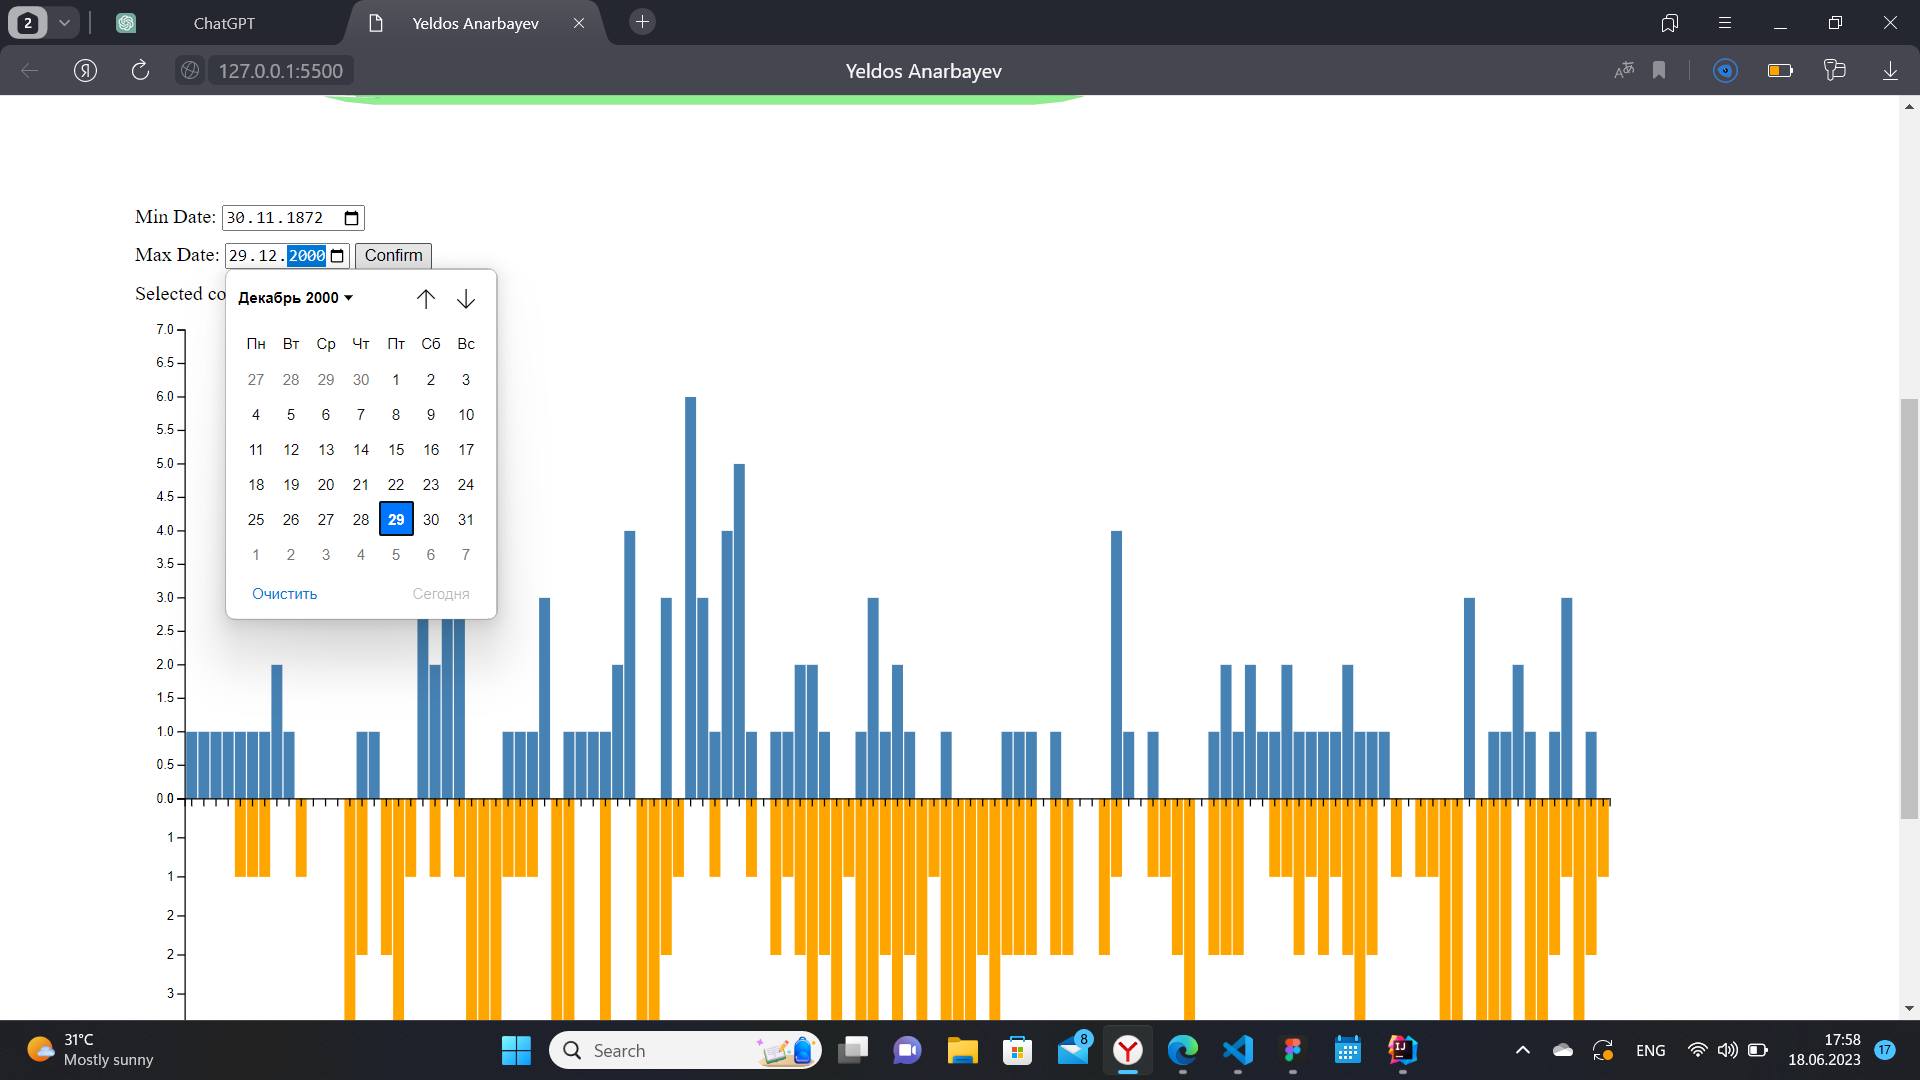 2
ChatGPT
Yeldos Anarbayev
127.0.0.1:5500
Yeldos Anarbayev
Min Date: 30.11.1872
Max Date: 29.12.2000
Confirm
Selected co
Декабрь 2000
Пн Вт Ср Чт Пт Сб Вс
27 28 29 30 1 2 3
4 5 6 7 8 9 10
11 12 13 14 15 16 17
18 19 20 21 22 23 24
25 26 27 28 29 30 31
1 2 3 4 5 6 7
Очистить Сегодня
7.0
6.5
6.0
5.5
5.0
4.5
4.0
3.5
3.0
2.5
2.0
1.5
1.0
0.5
0.0
1
1
2
2
3
31°C
Mostly sunny
Search
8
ENG
17:58
18.06.2023
17